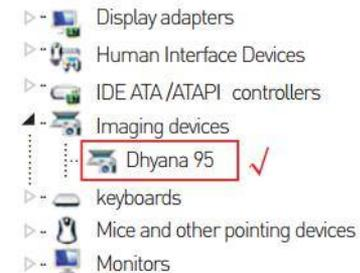 Display adapters
Human Interface Devices
IDE ATA/ATAPI controllers
Imaging devices
Dhyana 95
keyboards
Mice and other pointing devices
Monitors